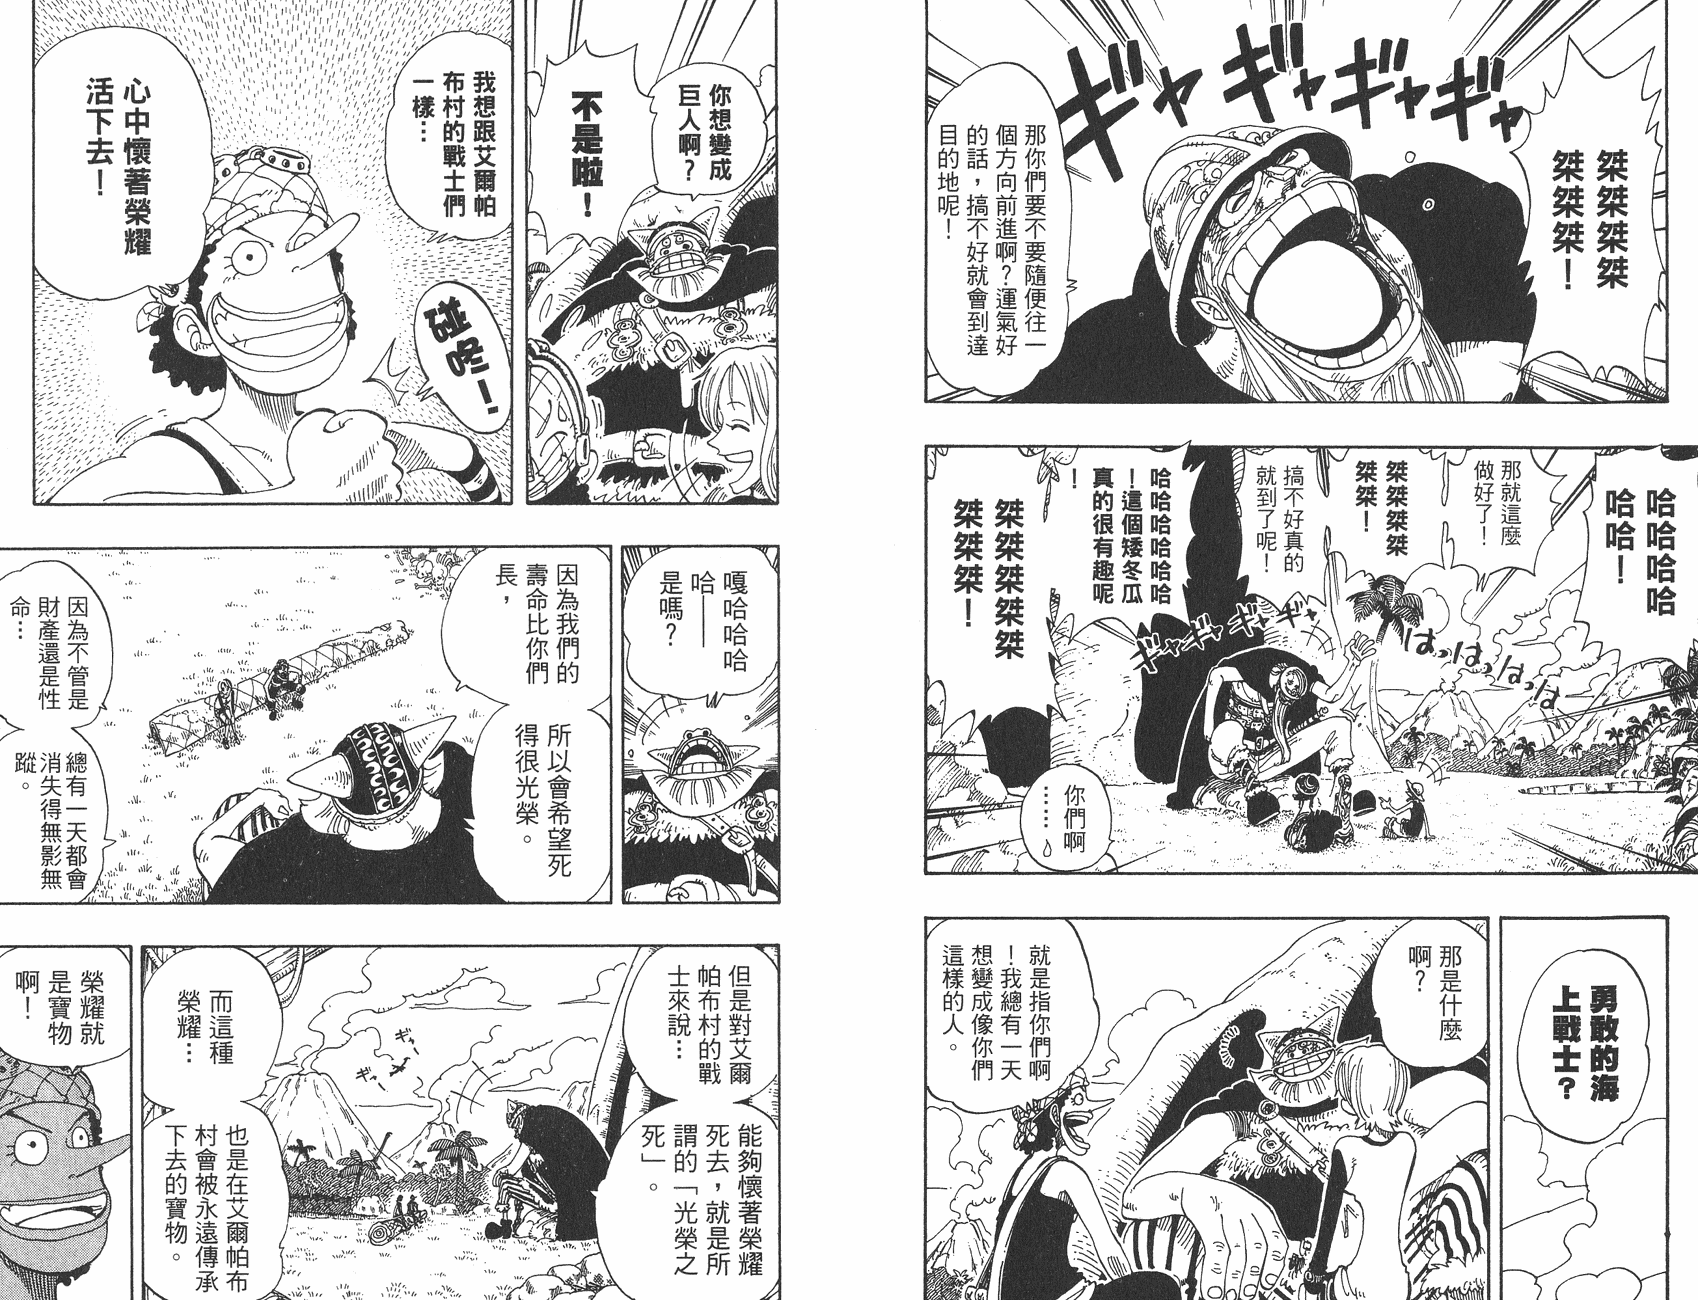 ギャギャギャギャ
桀桀桀桀
桀桀桀！
那你們要不要隨便往一
個方向前進啊？運氣好
的話，搞不好就會到達
目的地呢！
哈哈哈哈
哈哈！
那就這麼
做好了！
桀桀桀桀
桀桀！
搞不好真的
就到了呢！
哈哈哈哈哈哈
！這個矮冬瓜
真的很有趣呢
！
桀桀桀桀桀
桀桀桀！
ギャギャギャギャ
はっはっはっはっは
你們啊
……
勇敢的海
上戰士？
那是什麼
啊？
就是指你們啊
！我總有一天
想變成像你們
這樣的人。
你想變成
巨人啊？
不是啦！
我想跟艾爾帕
布村的戰士們
一樣…
心中懷著榮耀
活下去！
碰咚！
嘎哈哈哈
哈——
是嗎？
因為我們的
壽命比你們
長，
所以會希望死
得很光榮。
因為不管是
財產還是性
命…
總有一天都會
消失得無影無
蹤。
但是對艾爾
帕布村的戰
士來說…
能夠懷著榮耀
死去，就是所
謂的「光榮之
死」。
ギャー
ギャー
而這種
榮耀…
也是在艾爾帕布
村會被永遠傳承
下去的寶物。
榮耀就
是寶物
啊！